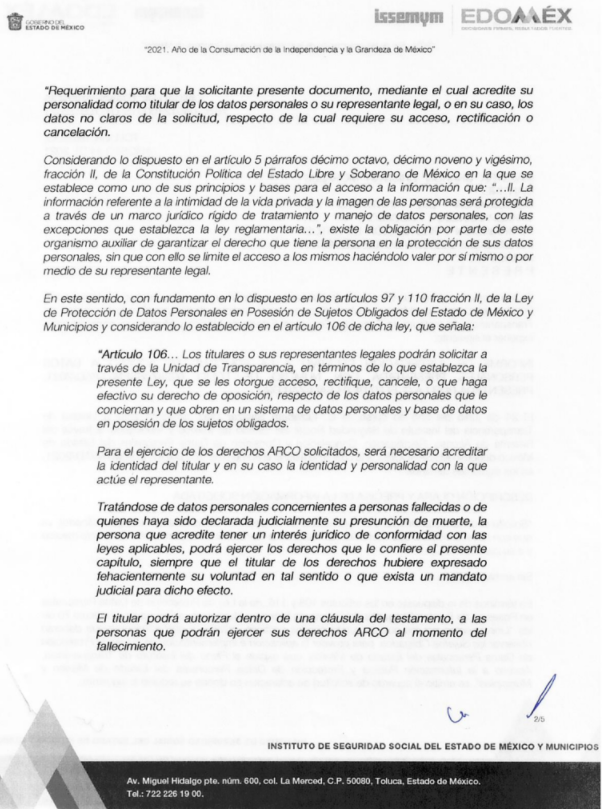 GOBIERNO DEL
ESTADO DE MÉXICO
issemym
EDOMÉX
DECISIONES FIRMES, RESULTADOS FUERTES
"2021. Año de la Consumación de la Independencia y la Grandeza de México"
"Requerimiento para que la solicitante presente documento, mediante el cual acredite su
personalidad como titular de los datos personales o su representante legal, o en su caso, los
datos no claros de la solicitud, respecto de la cual requiere su acceso, rectificación o
cancelación.
Considerando lo dispuesto en el artículo 5 párrafos décimo octavo, décimo noveno y vigésimo,
fracción II, de la Constitución Política del Estado Libre y Soberano de México en la que se
establece como uno de sus principios y bases para el acceso a la información que: "...II. La
información referente a la intimidad de la vida privada y la imagen de las personas será protegida
a través de un marco jurídico rígido de tratamiento y manejo de datos personales, con las
excepciones que establezca la ley reglamentaria...", existe la obligación por parte de este
organismo auxiliar de garantizar el derecho que tiene la persona en la protección de sus datos
personales, sin que con ello se limite el acceso a los mismos haciéndolo valer por sí mismo o por
medio de su representante legal.
En este sentido, con fundamento en lo dispuesto en los artículos 97 y 110 fracción II, de la Ley
de Protección de Datos Personales en Posesión de Sujetos Obligados del Estado de México y
Municipios y considerando lo establecido en el artículo 106 de dicha ley, que señala:
"Artículo 106... Los titulares o sus representantes legales podrán solicitar a
través de la Unidad de Transparencia, en términos de lo que establezca la
presente Ley, que se les otorgue acceso, rectifique, cancele, o que haga
efectivo su derecho de oposición, respecto de los datos personales que le
conciernan y que obren en un sistema de datos personales y base de datos
en posesión de los sujetos obligados.
Para el ejercicio de los derechos ARCO solicitados, será necesario acreditar
la identidad del titular y en su caso la identidad y personalidad con la que
actúe el representante.
Tratándose de datos personales concernientes a personas fallecidas o de
quienes haya sido declarada judicialmente su presunción de muerte, la
persona que acredite tener un interés jurídico de conformidad con las
leyes aplicables, podrá ejercer los derechos que le confiere el presente
capítulo, siempre que el titular de los derechos hubiere expresado
fehacientemente su voluntad en tal sentido o que exista un mandato
judicial para dicho efecto.
El titular podrá autorizar dentro de una cláusula del testamento, a las
personas que podrán ejercer sus derechos ARCO al momento del
fallecimiento.
2/5
INSTITUTO DE SEGURIDAD SOCIAL DEL ESTADO DE MÉXICO Y MUNICIPIOS
Av. Miguel Hidalgo pte. núm. 600, col. La Merced, C.P. 50080, Toluca, Estado de México.
Tel.: 722 226 19 00.